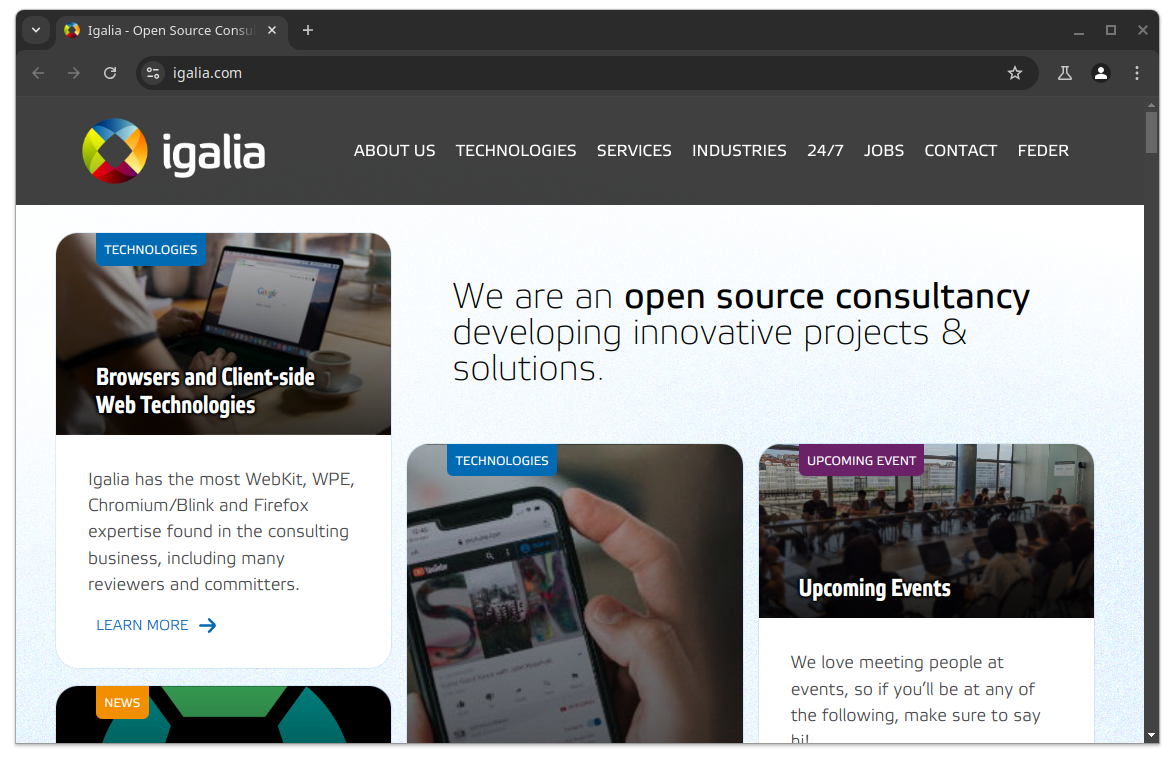 Igalia - Open Source Consul
igalia.com
igalia
ABOUT US TECHNOLOGIES SERVICES INDUSTRIES 24/7 JOBS CONTACT FEDER
TECHNOLOGIES
Google
Browsers and Client-side
Web Technologies
Igalia has the most WebKit, WPE,
Chromium/Blink and Firefox
expertise found in the consulting
business, including many
reviewers and committers.
LEARN MORE
NEWS
We are an open source consultancy
developing innovative projects &
solutions.
TECHNOLOGIES
YouTube
UPCOMING EVENT
Upcoming Events
We love meeting people at
events, so if you’ll be at any of
the following, make sure to say
hi!